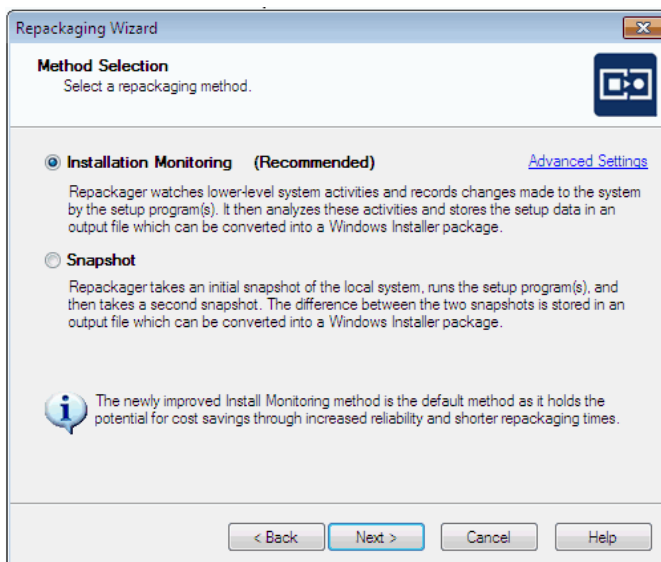 Repackaging Wizard
Method Selection
Select a repackaging method.
Installation Monitoring (Recommended)
Advanced Settings
Repackager watches lower-level system activities and records changes made to the system
by the setup program(s). It then analyzes these activities and stores the setup data in an
output file which can be converted into a Windows Installer package.
Snapshot
Repackager takes an initial snapshot of the local system, runs the setup program(s), and
then takes a second snapshot. The difference between the two snapshots is stored in an
output file which can be converted into a Windows Installer package.
The newly improved Install Monitoring method is the default method as it holds the
potential for cost savings through increased reliability and shorter repackaging times.
< Back
Next >
Cancel
Help